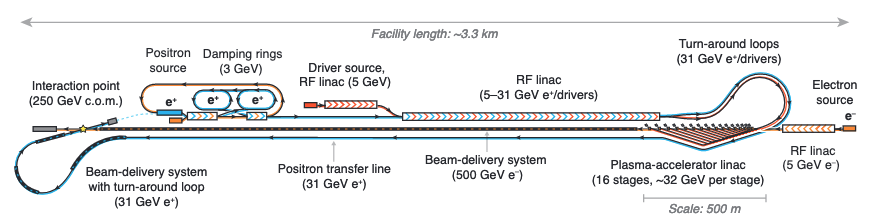 Facility length: ~3.3 km
Turn-around loops
(31 GeV e⁺/drivers)
Positron
source
Damping rings
(3 GeV)
Driver source,
RF linac (5 GeV)
RF linac
(5–31 GeV e⁺/drivers)
Interaction point
(250 GeV c.o.m.)
Electron
source
e⁺
e⁺
e⁺
e⁻
Beam-delivery system
with turn-around loop
(31 GeV e⁺)
Positron transfer line
(31 GeV e⁺)
Beam-delivery system
(500 GeV e⁻)
Plasma-accelerator linac
(16 stages, ~32 GeV per stage)
RF linac
(5 GeV e⁻)
Scale: 500 m